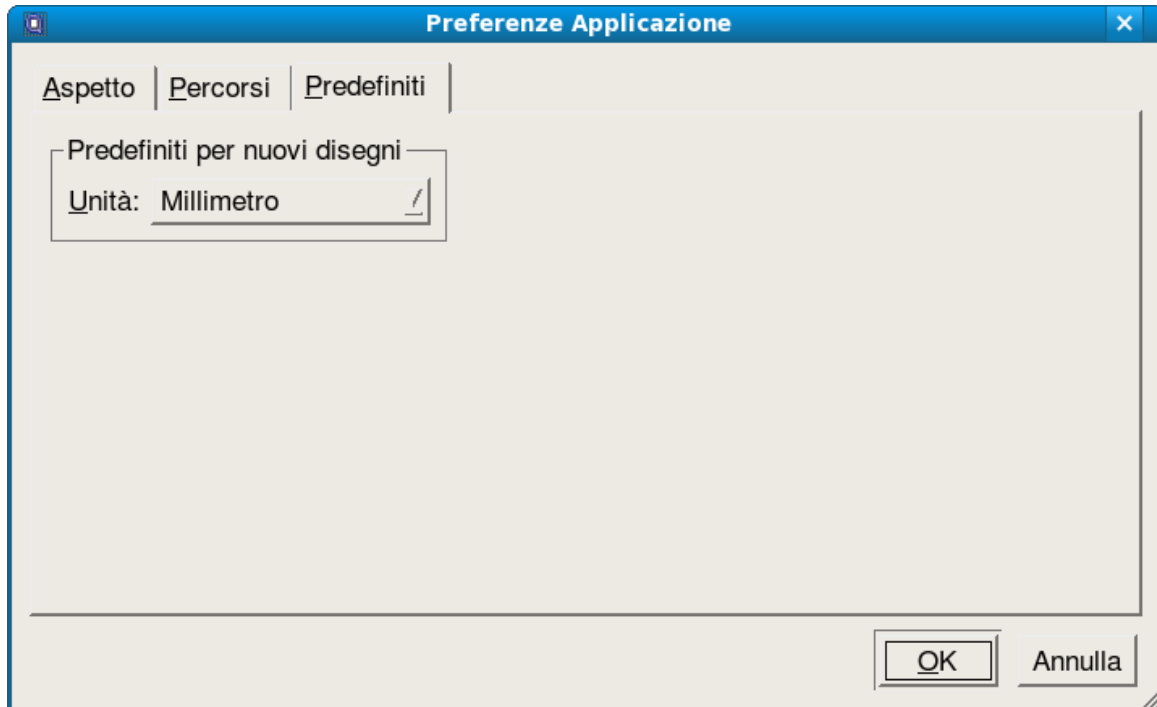 Preferenze Applicazione
Aspetto Percorsi Predefiniti
Predefiniti per nuovi disegni
Unità: Millimetro
OK Annulla